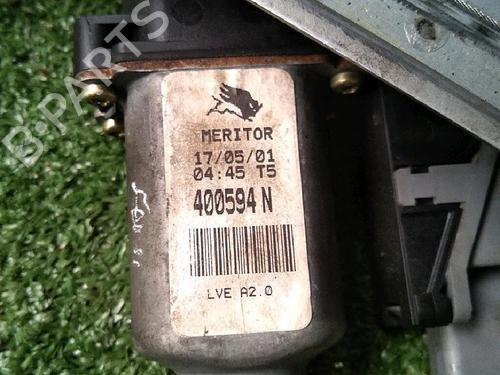 B-PARTS
MERITOR
17/05/01
04:45 T5
400594 N
LVE A2.0